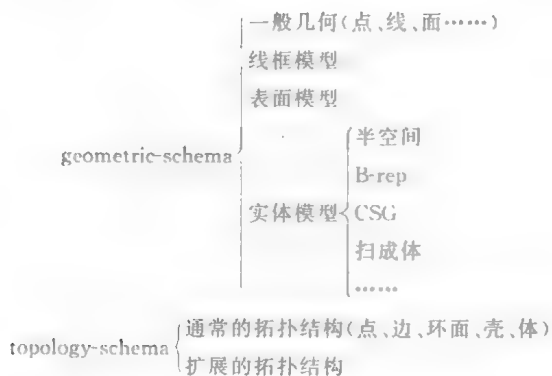 一般几何(点、线、面……)
线框模型
表面模型
geometric-schema
实体模型
半空间
B-rep
CSG
扫成体
……
topology-schema
通常的拓扑结构(点、边、环面、壳、体)
扩展的拓扑结构